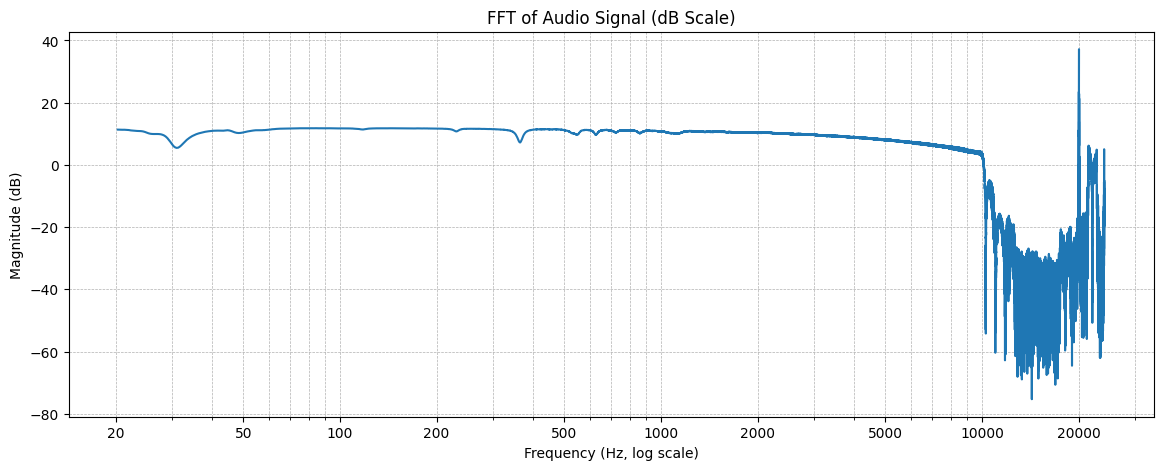 FFT of Audio Signal (dB Scale)
Magnitude (dB)
40
20
0
−20
−40
−60
−80
20 50 100 200 500 1000 2000 5000 10000 20000
Frequency (Hz, log scale)